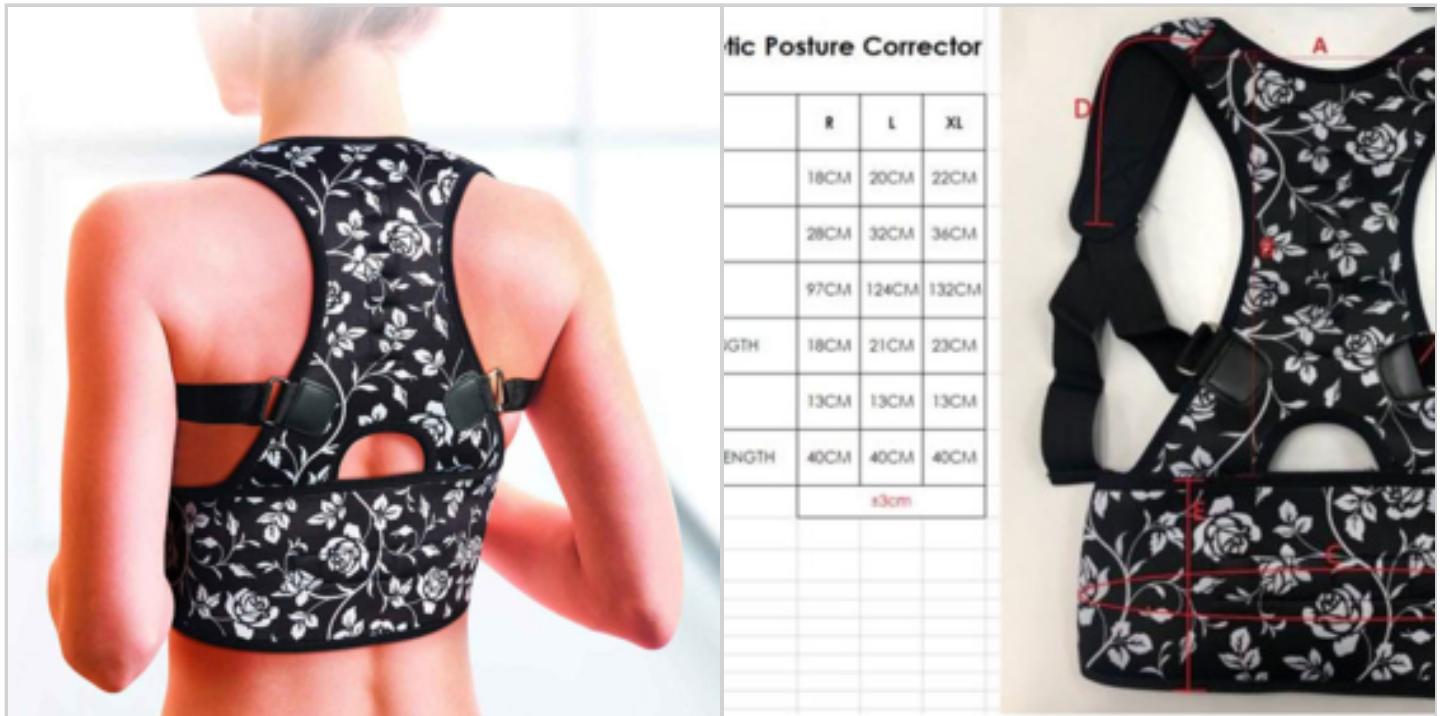 tic Posture Corrector
R L XL
18CM 20CM 22CM
28CM 32CM 36CM
97CM 124CM 132CM
GTH 18CM 21CM 23CM
13CM 13CM 13CM
ENGTH 40CM 40CM 40CM
±3cm
A
D
B
E
C